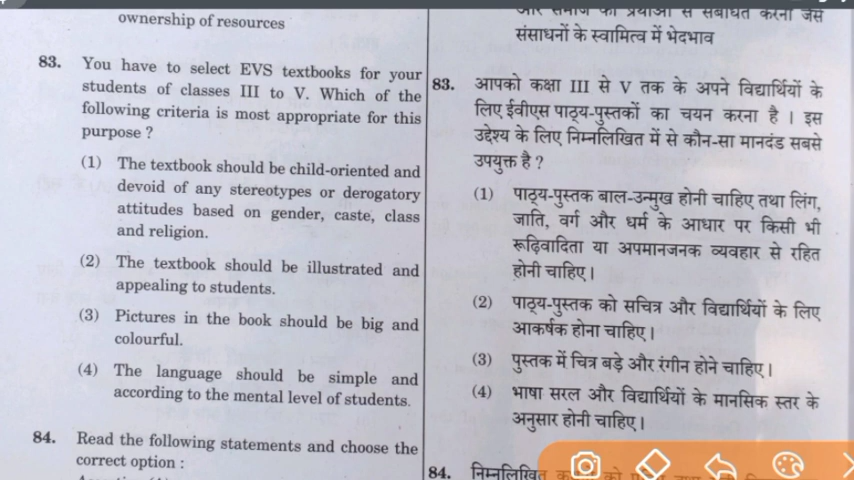 ownership of resources
83. You have to select EVS textbooks for your
students of classes III to V. Which of the
following criteria is most appropriate for this
purpose ?
(1) The textbook should be child-oriented and
devoid of any stereotypes or derogatory
attitudes based on gender, caste, class
and religion.
(2) The textbook should be illustrated and
appealing to students.
(3) Pictures in the book should be big and
colourful.
(4) The language should be simple and
according to the mental level of students.
84. Read the following statements and choose the
correct option :
और समाज की प्रथाओं से संबंधित करना जैसे
संसाधनों के स्वामित्व में भेदभाव
83. आपको कक्षा III से V तक के अपने विद्यार्थियों के
लिए ईवीएस पाठ्य-पुस्तकों का चयन करना है । इस
उद्देश्य के लिए निम्नलिखित में से कौन-सा मानदंड सबसे
उपयुक्त है ?
(1) पाठ्य-पुस्तक बाल-उन्मुख होनी चाहिए तथा लिंग,
जाति, वर्ग और धर्म के आधार पर किसी भी
रूढ़िवादिता या अपमानजनक व्यवहार से रहित
होनी चाहिए ।
(2) पाठ्य-पुस्तक को सचित्र और विद्यार्थियों के लिए
आकर्षक होना चाहिए ।
(3) पुस्तक में चित्र बड़े और रंगीन होने चाहिए ।
(4) भाषा सरल और विद्यार्थियों के मानसिक स्तर के
अनुसार होनी चाहिए ।
84. निम्नलिखित